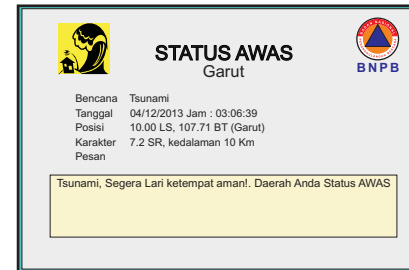 STATUS AWAS
Garut
BNPB
Bencana Tsunami
Tanggal 04/12/2013 Jam : 03:06:39
Posisi 10.00 LS, 107.71 BT (Garut)
Karakter 7.2 SR, kedalaman 10 Km
Pesan
Tsunami, Segera Lari ketempat aman!. Daerah Anda Status AWAS